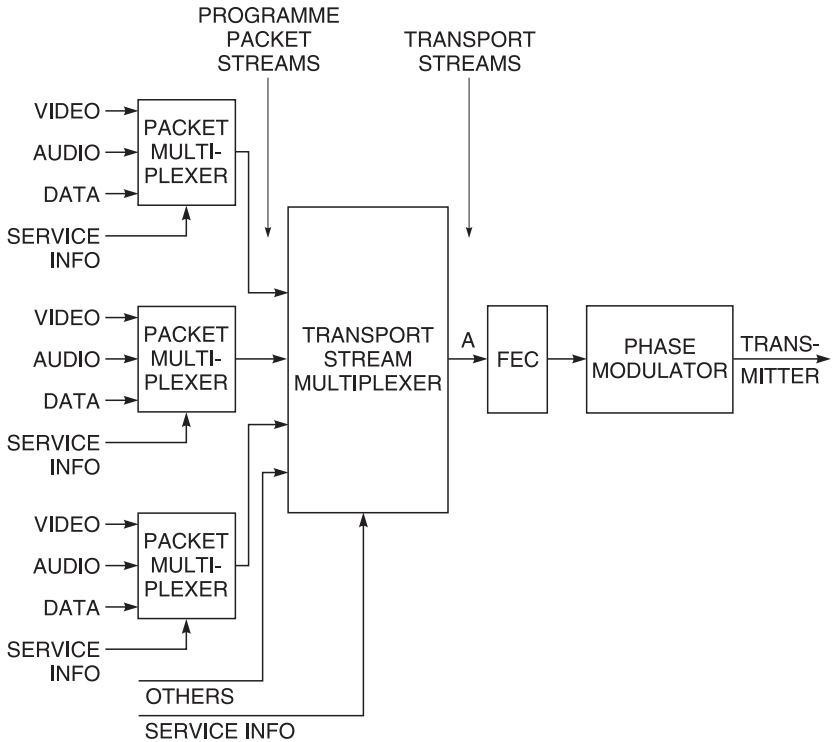 PROGRAMME
PACKET
STREAMS
TRANSPORT
STREAMS
VIDEO
AUDIO
DATA
SERVICE
INFO
PACKET
MULTI-
PLEXER
VIDEO
AUDIO
DATA
SERVICE
INFO
PACKET
MULTI-
PLEXER
VIDEO
AUDIO
DATA
SERVICE
INFO
PACKET
MULTI-
PLEXER
OTHERS
SERVICE INFO
TRANSPORT
STREAM
MULTIPLEXER
A
FEC
PHASE
MODULATOR
TRANS-
MITTER